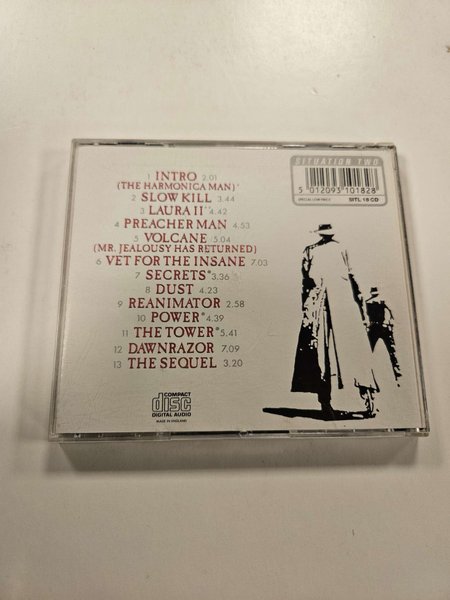 SITUATION TWO
5 012093 101828
SPECIAL LOW PRICE
SITL 18 CD
1 INTRO 2.01
(THE HARMONICA MAN)*
2 SLOW KILL 3.44
3 LAURA II 4.42
4 PREACHER MAN 4.53
5 VOLCANE 5.04
(MR. JEALOUSY HAS RETURNED)
6 VET FOR THE INSANE 7.03
7 SECRETS* 3.36
8 DUST 4.23
9 REANIMATOR 2.58
10 POWER* 4.39
11 THE TOWER* 5.41
12 DAWNRAZOR 7.09
13 THE SEQUEL 3.20
COMPACT
disc
DIGITAL AUDIO
MADE IN ENGLAND